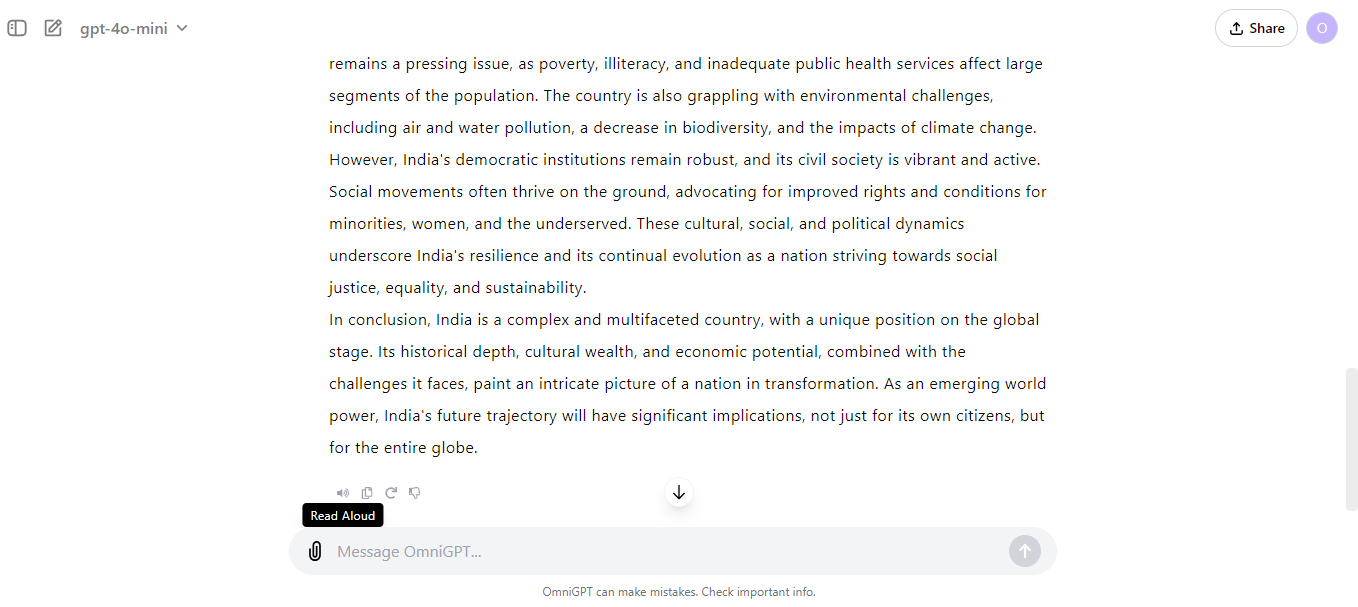 gpt-4o-mini
Share
O
remains a pressing issue, as poverty, illiteracy, and inadequate public health services affect large
segments of the population. The country is also grappling with environmental challenges,
including air and water pollution, a decrease in biodiversity, and the impacts of climate change.
However, India's democratic institutions remain robust, and its civil society is vibrant and active.
Social movements often thrive on the ground, advocating for improved rights and conditions for
minorities, women, and the underserved. These cultural, social, and political dynamics
underscore India's resilience and its continual evolution as a nation striving towards social
justice, equality, and sustainability.
In conclusion, India is a complex and multifaceted country, with a unique position on the global
stage. Its historical depth, cultural wealth, and economic potential, combined with the
challenges it faces, paint an intricate picture of a nation in transformation. As an emerging world
power, India's future trajectory will have significant implications, not just for its own citizens, but
for the entire globe.
Read Aloud
Message OmniGPT...
OmniGPT can make mistakes. Check important info.